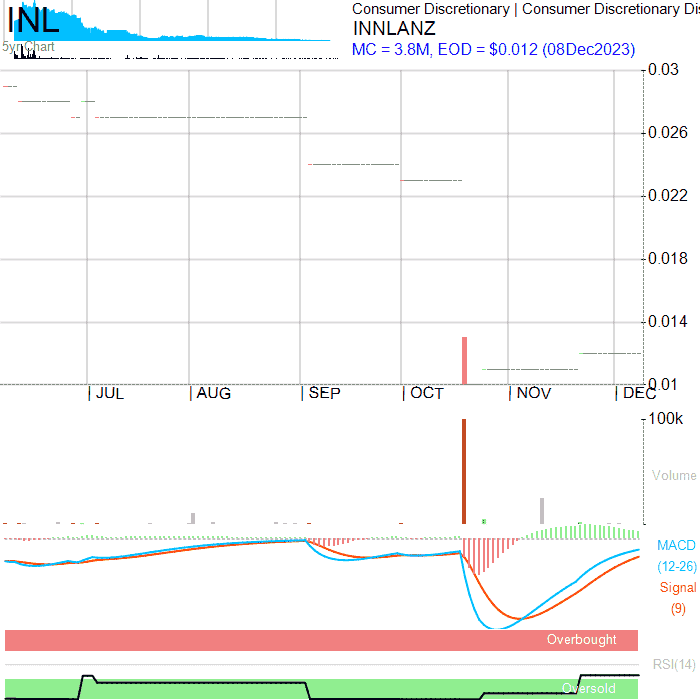 INL
5yr Chart
Consumer Discretionary | Consumer Discretionary Dis
INNLANZ
MC = 3.8M, EOD = $0.012 (08Dec2023)
0.03
0.026
0.022
0.018
0.014
0.01
JUL AUG SEP OCT NOV DEC
100k
Volume
MACD
(12-26)
Signal
(9)
Overbought
RSI(14)
Oversold